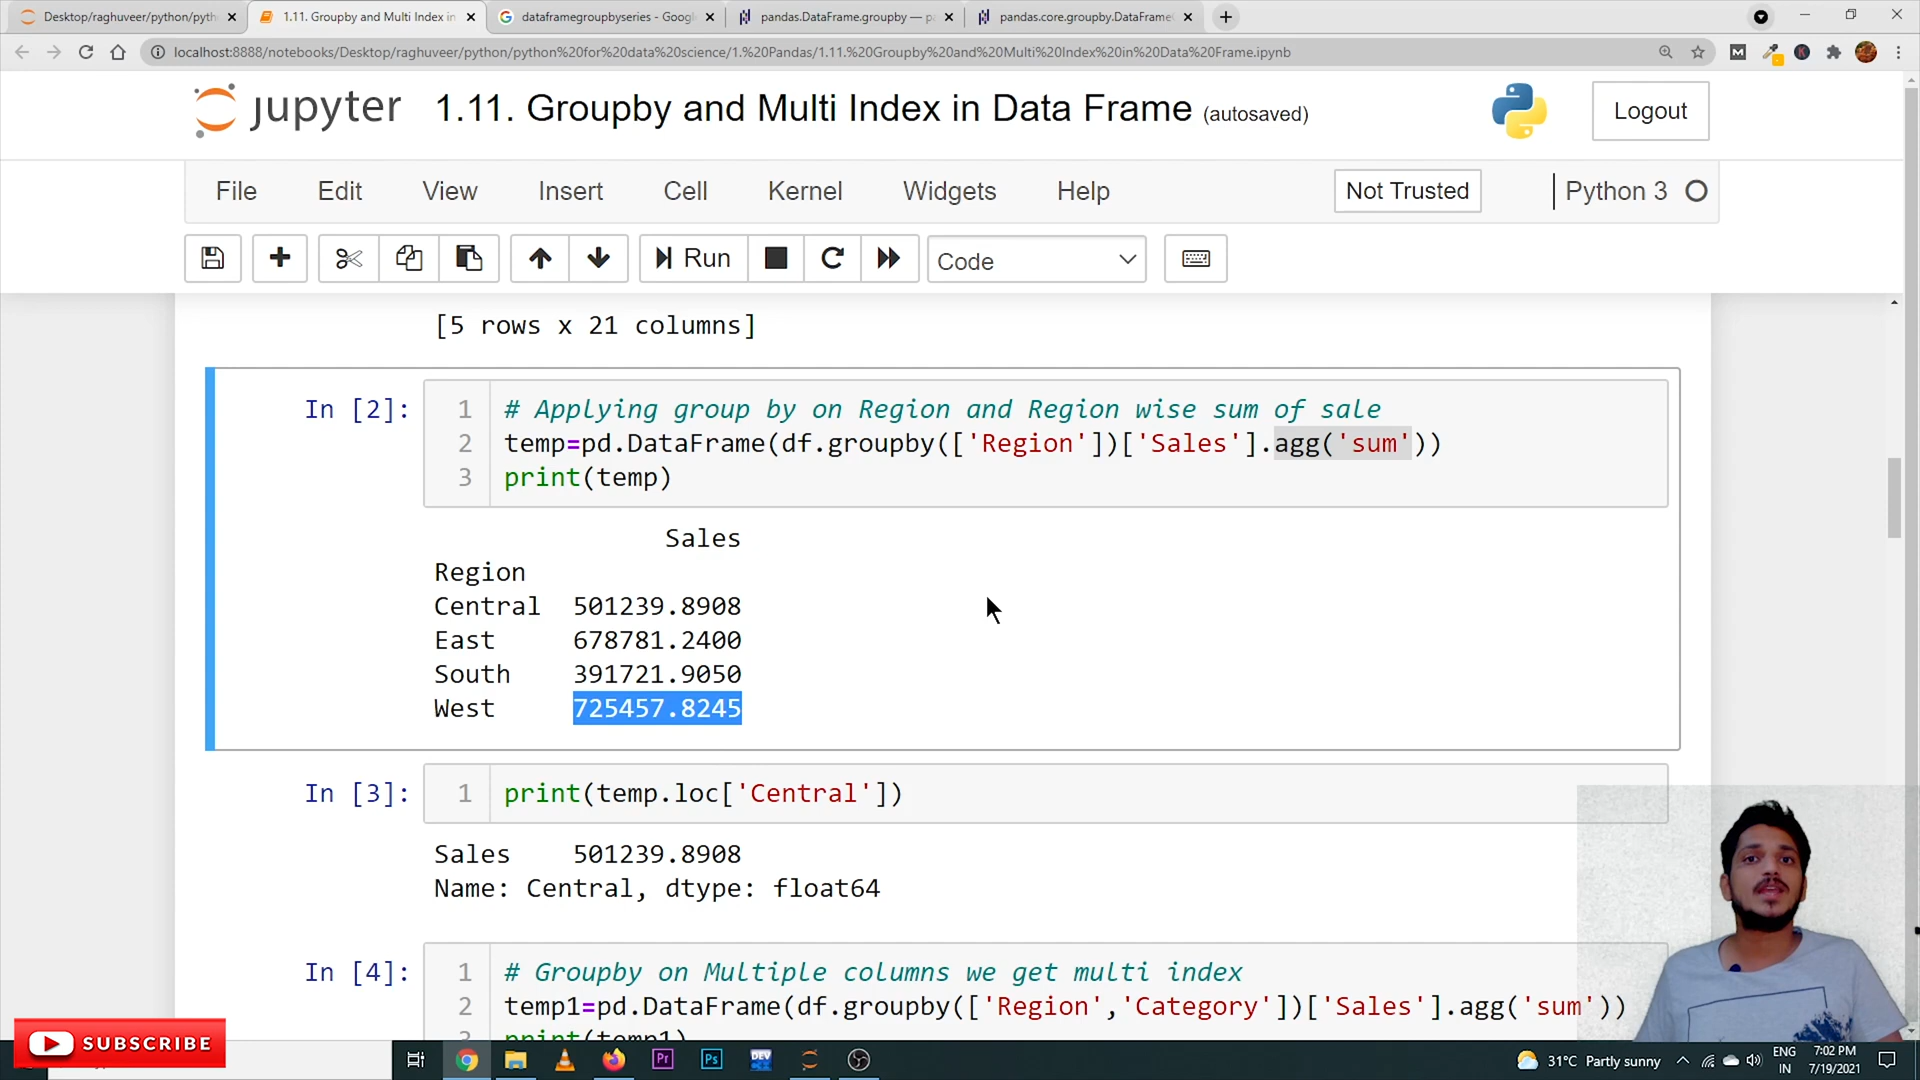 Desktop/raghuveer/python/pyth
1.11. Groupby and Multi Index in
dataframegroupbyseries - Googl
pandas.DataFrame.groupby — pa
pandas.core.groupby.DataFrame
localhost:8888/notebooks/Desktop/raghuveer/python/python%20for%20data%20science/1.%20Pandas/1.11.%20Groupby%20and%20Multi%20Index%20in%20Data%20Frame.ipynb
jupyter 1.11. Groupby and Multi Index in Data Frame (autosaved)
Logout
File Edit View Insert Cell Kernel Widgets Help
Not Trusted
Python 3
Run
Code
[5 rows x 21 columns]
In [2]:
1 # Applying group by on Region and Region wise sum of sale
2 temp=pd.DataFrame(df.groupby(['Region'])['Sales'].agg('sum'))
3 print(temp)
Sales
Region
Central 501239.8908
East 678781.2400
South 391721.9050
West 725457.8245
In [3]:
1 print(temp.loc['Central'])
Sales 501239.8908
Name: Central, dtype: float64
In [4]:
1 # Groupby on Multiple columns we get multi index
2 temp1=pd.DataFrame(df.groupby(['Region','Category'])['Sales'].agg('sum'))
3 print(temp1)
SUBSCRIBE
Pr
Ps
DEV
31°C Partly sunny
ENG
IN
7:02 PM
7/19/2021